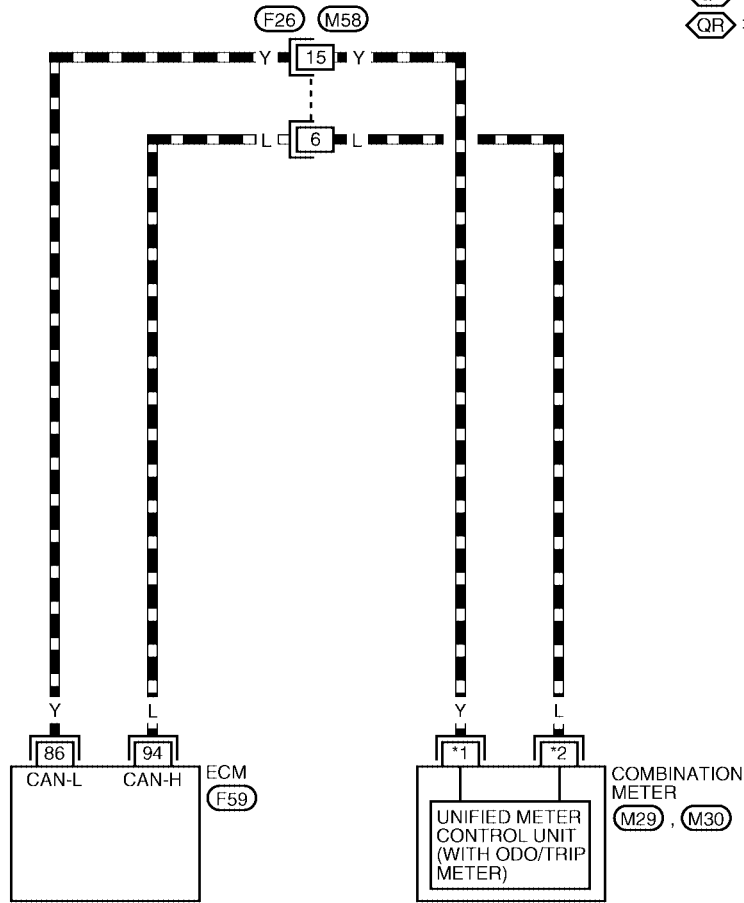 F26 M58
QR :
Y 15 Y
L 6 L
Y L Y L
86 94 *1 *2
CAN-L CAN-H
ECM
F59
COMBINATION
METER
M29 , M30
UNIFIED METER
CONTROL UNIT
(WITH ODO/TRIP
METER)